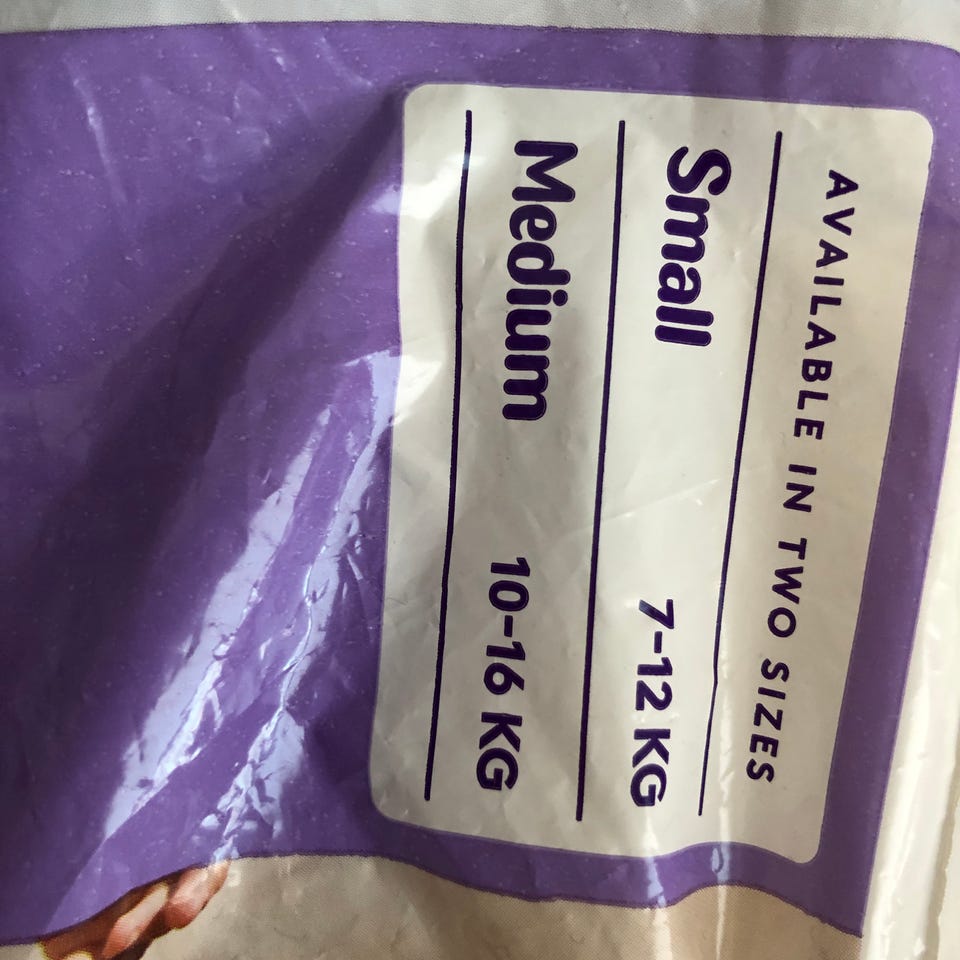 AVAILABLE IN TWO SIZES
Small 7-12 KG
Medium 10-16 KG